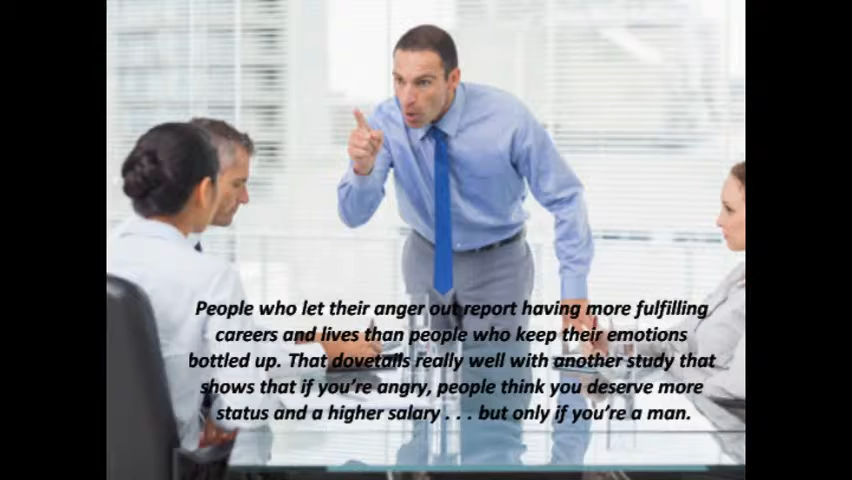 People who let their anger out report having more fulfilling
careers and lives than people who keep their emotions
bottled up. That dovetails really well with another study that
shows that if you're angry, people think you deserve more
status and a higher salary . . . but only if you're a man.